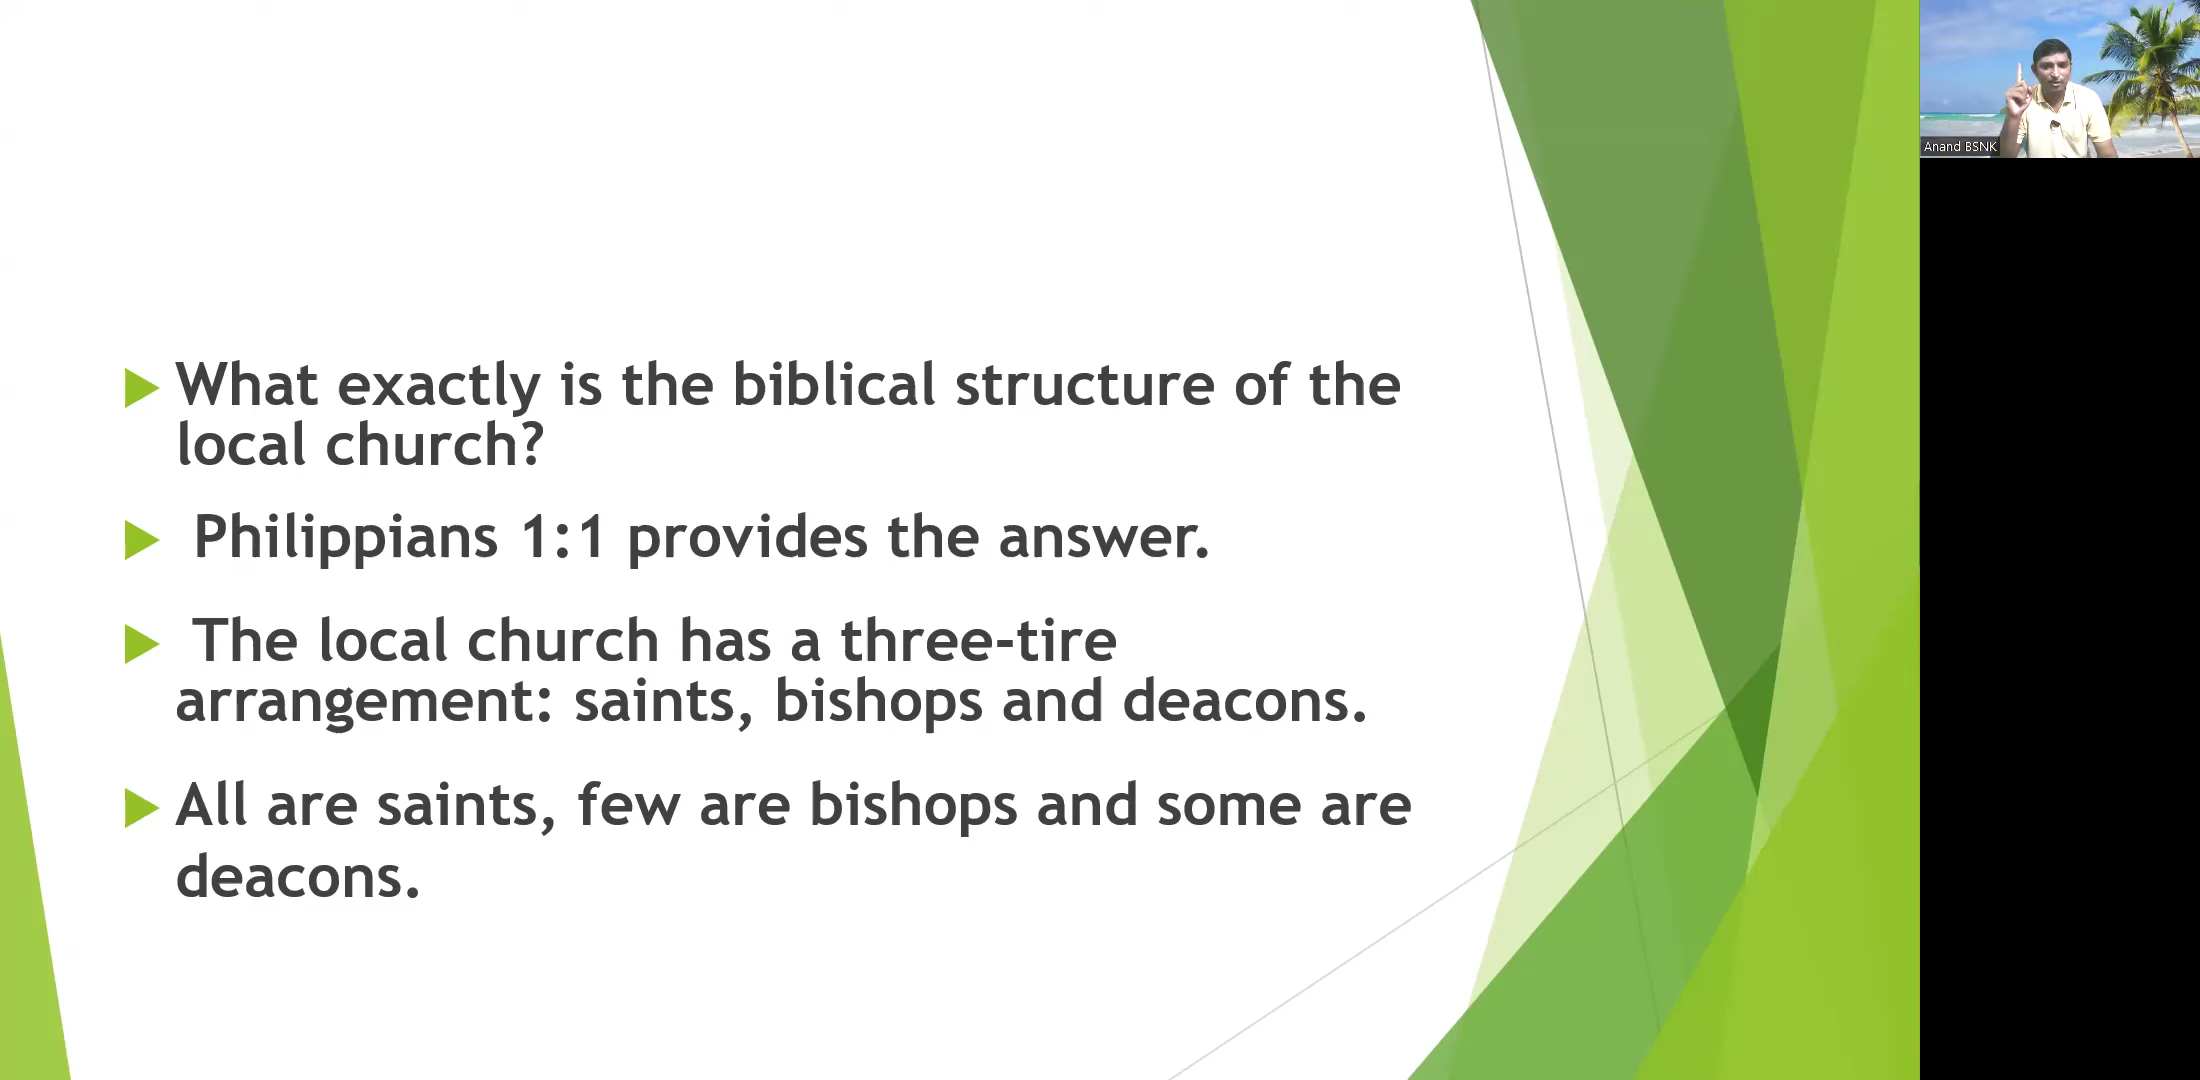 What exactly is the biblical structure of the
local church?
Philippians 1:1 provides the answer.
The local church has a three-tire
arrangement: saints, bishops and deacons.
All are saints, few are bishops and some are
deacons.
Anand BSNK